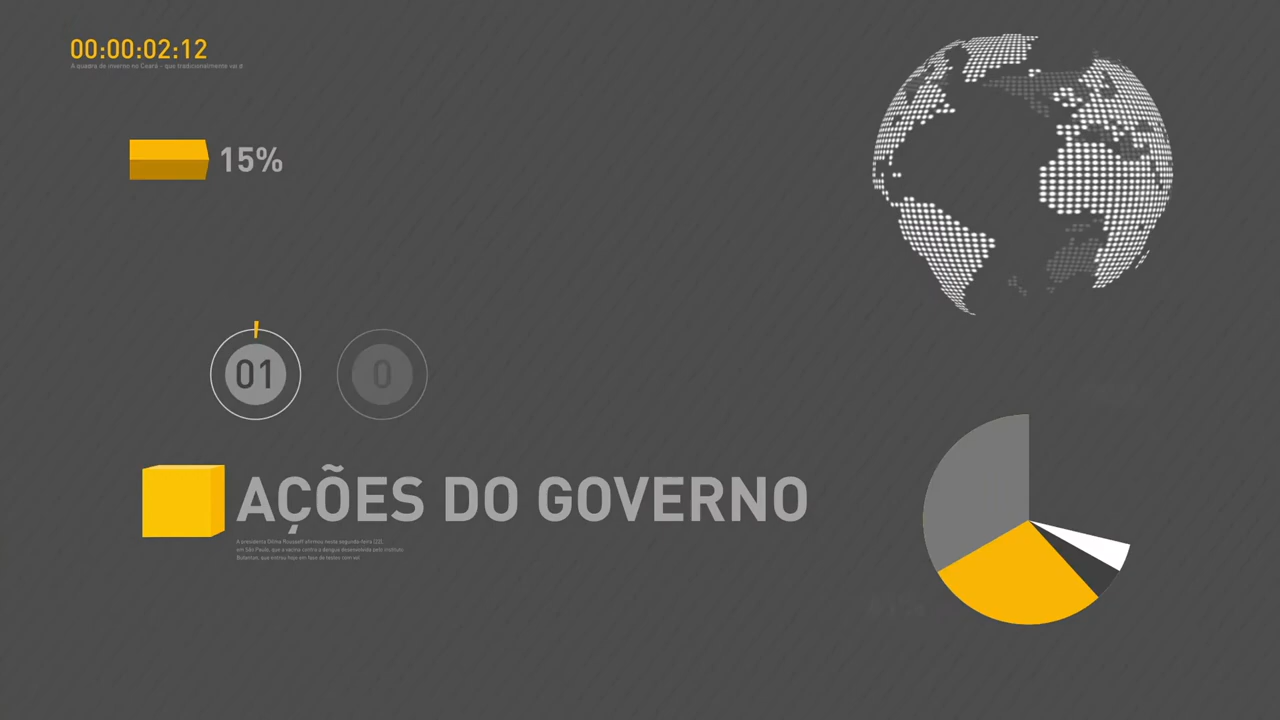 00:00:02:12
A quadra de inverno no Ceará – que tradicionalmente vai d
15%
01
0
AÇÕES DO GOVERNO
A presidenta Dilma Rousseff afirmou nesta segunda-feira (22),
em São Paulo, que a vacina contra a dengue desenvolvida pelo Instituto
Butantan, que entrou hoje em fase de testes com vol